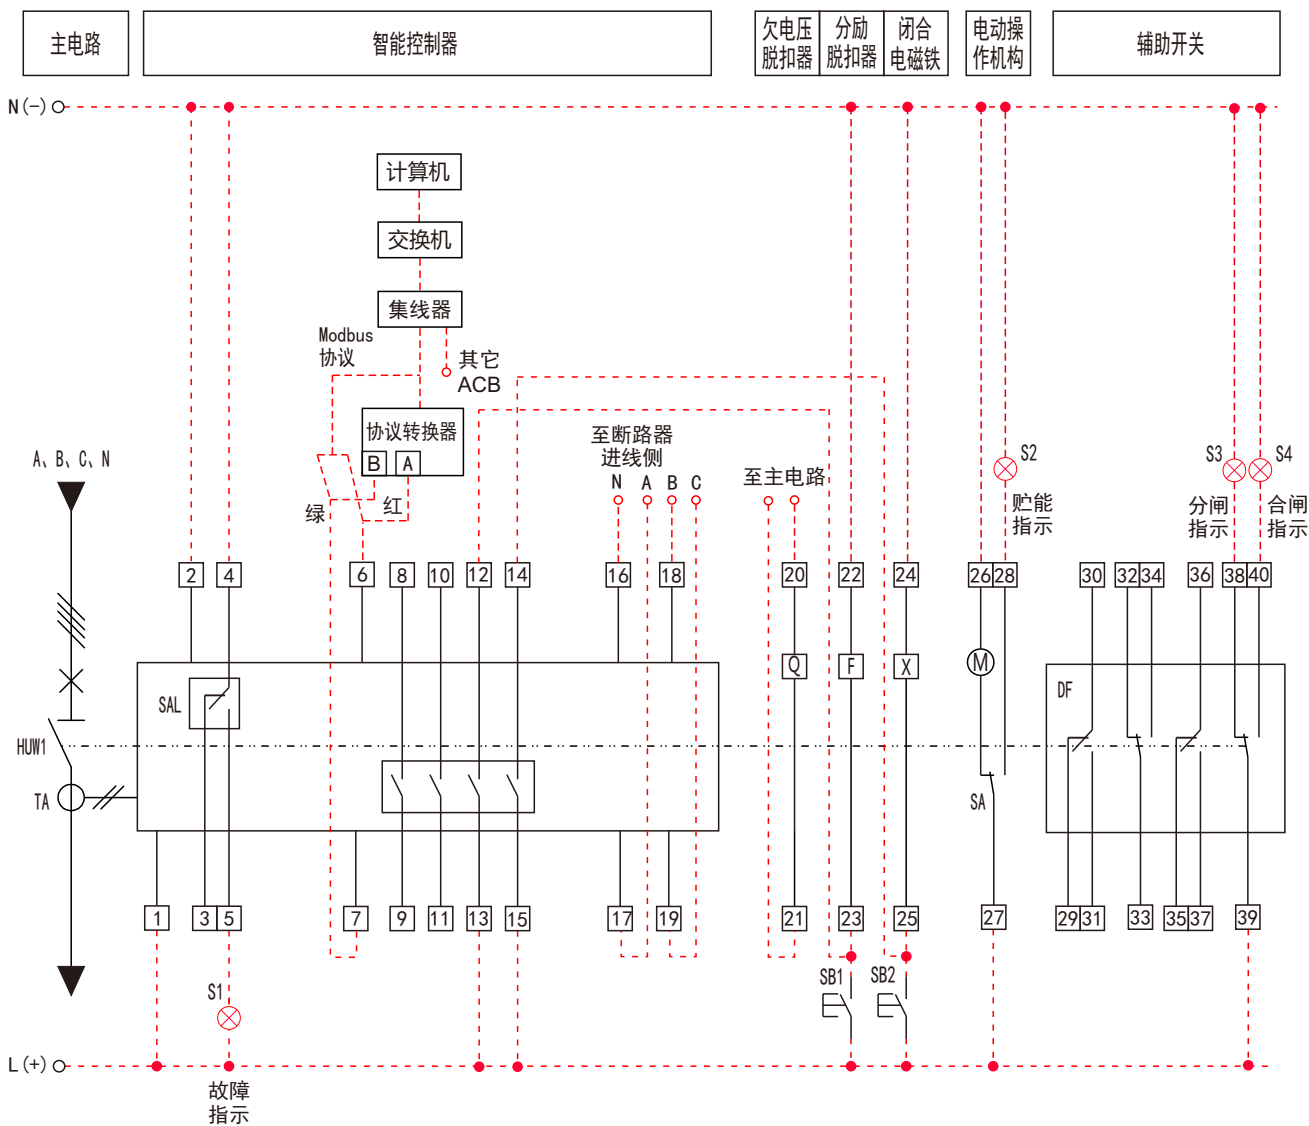 主电路
智能控制器
欠电压
脱扣器
分励
脱扣器
闭合
电磁铁
电动操
作机构
辅助开关
N(−)
计算机
交换机
集线器
Modbus
协议
其它
ACB
协议转换器
B A
绿
红
至断路器
进线侧
N A B C
至主电路
S2
贮能
指示
S3
分闸
指示
S4
合闸
指示
A、B、C、N
2 4 6 8 10 12 14 16 18 20 22 24 26 28 30 32 34 36 38 40
Q F X M
SAL
DF
HUW1
TA
SA
1 3 5 7 9 11 13 15 17 19 21 23 25 27 29 31 33 35 37 39
S1
SB1
SB2
L(+)
故障
指示